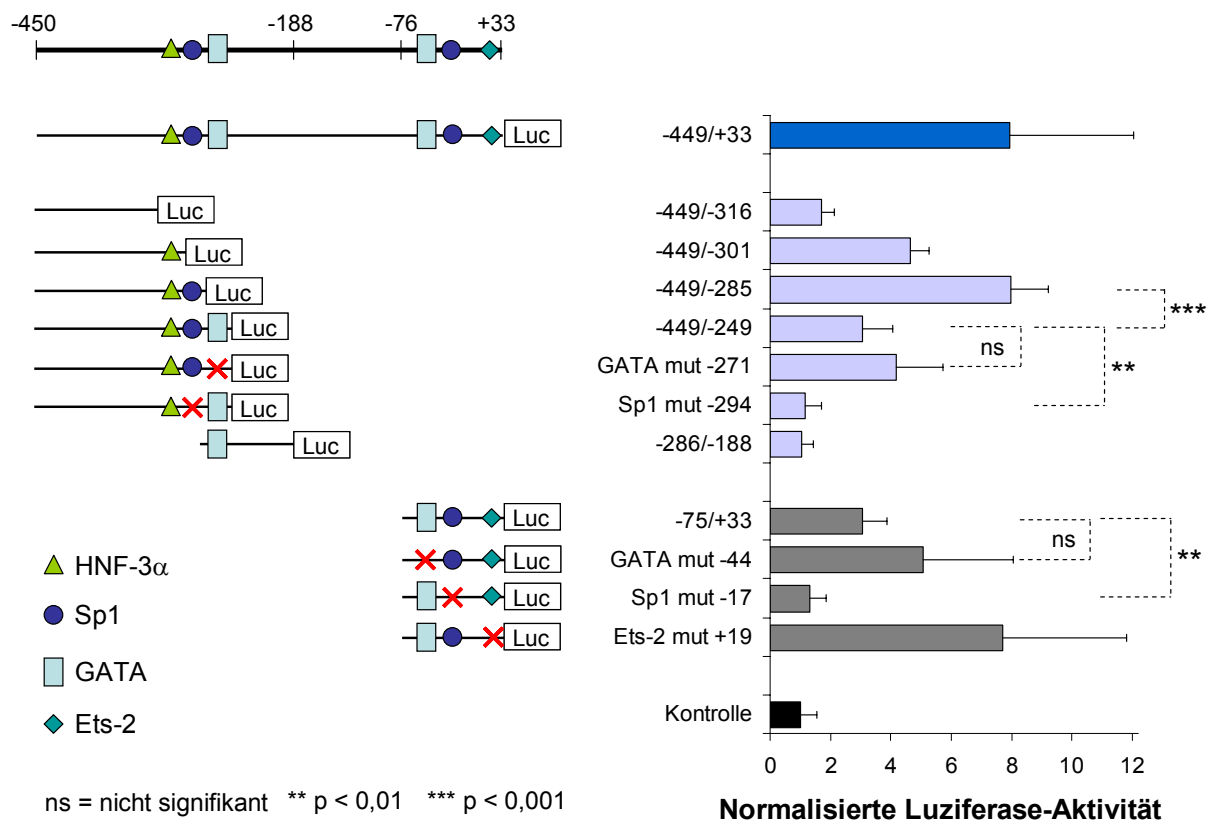 -450 -188 -76 +33
Luc -449/+33
Luc -449/-316
Luc -449/-301
Luc -449/-285
***
Luc -449/-249
ns
Luc GATA mut -271
**
Luc Sp1 mut -294
Luc -286/-188
Luc -75/+33
ns
Luc GATA mut -44
**
Luc Sp1 mut -17
Luc Ets-2 mut +19
Kontrolle
HNF-3α
Sp1
GATA
Ets-2
0 2 4 6 8 10 12
ns = nicht signifikant ** p < 0,01 *** p < 0,001
Normalisierte Luziferase-Aktivität